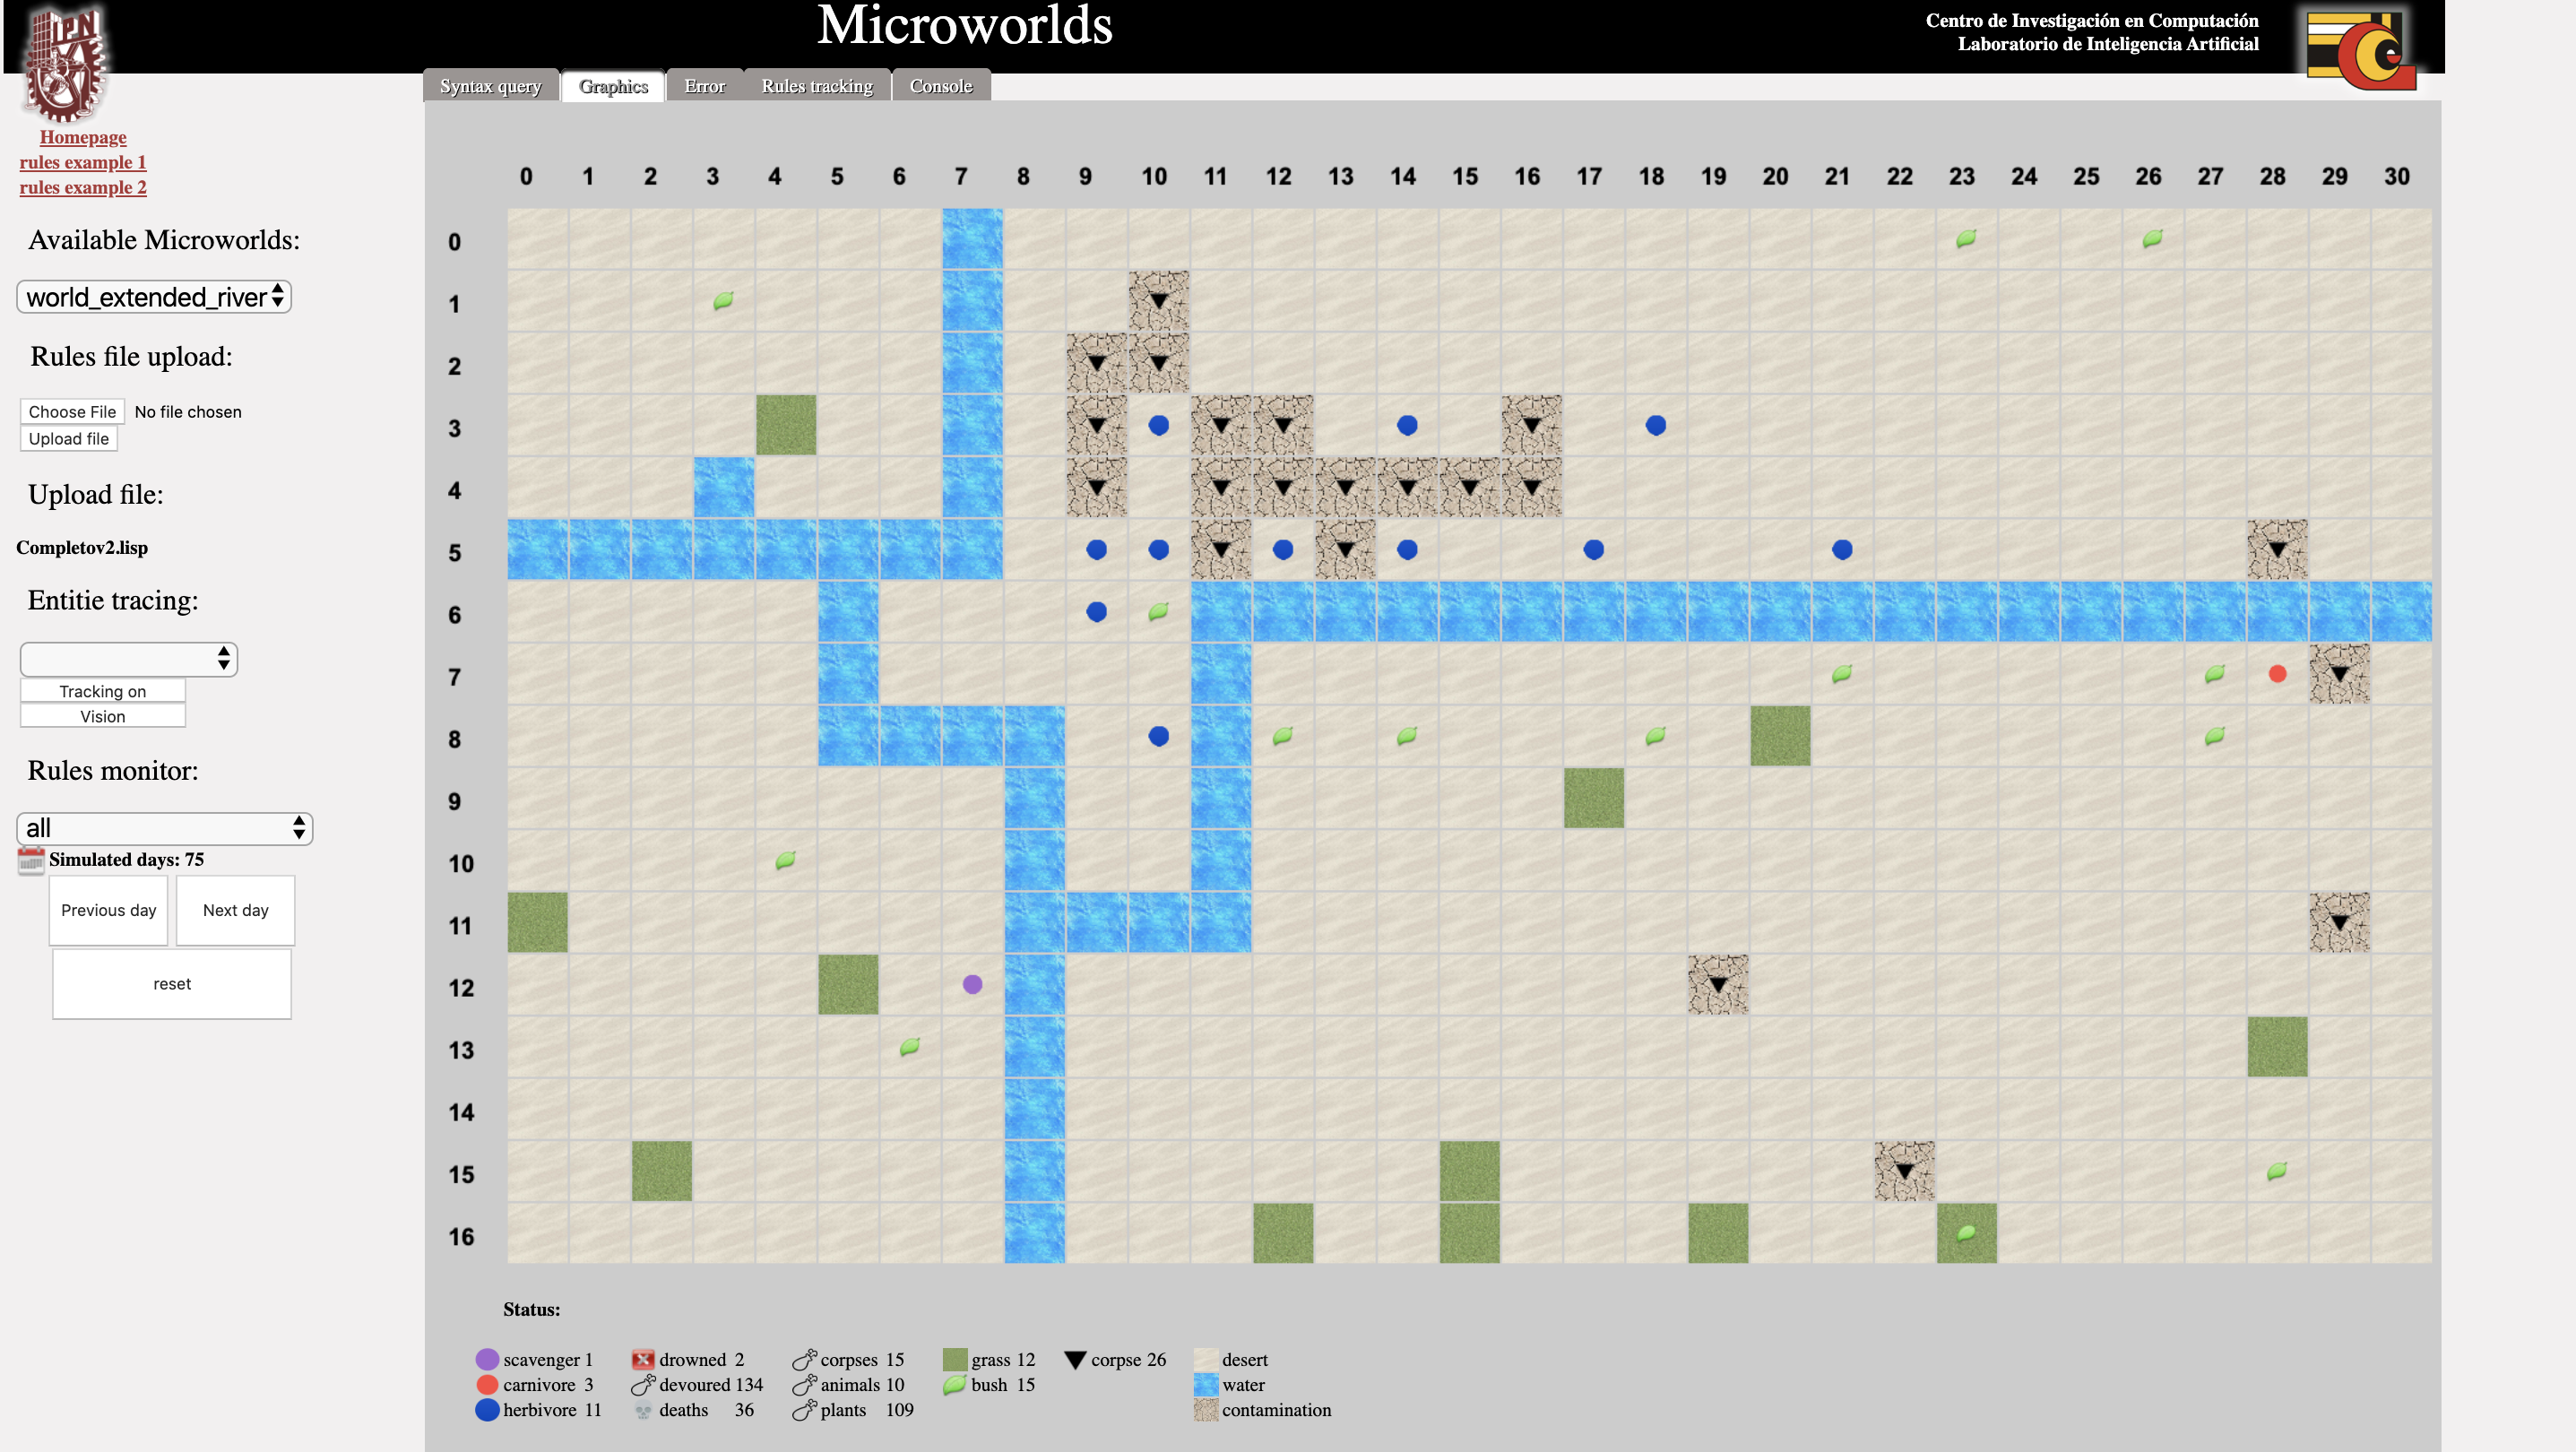 IPN
Microworlds
Centro de Investigación en Computación
Laboratorio de Inteligencia Artificial
Syntax query
Graphics
Error
Rules tracking
Console
Homepage
rules example 1
rules example 2
Available Microworlds:
world_extended_river
Rules file upload:
Choose File No file chosen
Upload file
Upload file:
Completov2.lisp
Entitie tracing:
Tracking on
Vision
Rules monitor:
all
Simulated days: 75
Previous day
Next day
reset
0 1 2 3 4 5 6 7 8 9 10 11 12 13 14 15 16 17 18 19 20 21 22 23 24 25 26 27 28 29 30
0
1
2
3
4
5
6
7
8
9
10
11
12
13
14
15
16
Status:
scavenger 1 drowned 2 corpses 15 grass 12 corpse 26 desert
carnivore 3 devoured 134 animals 10 bush 15 water
herbivore 11 deaths 36 plants 109 contamination